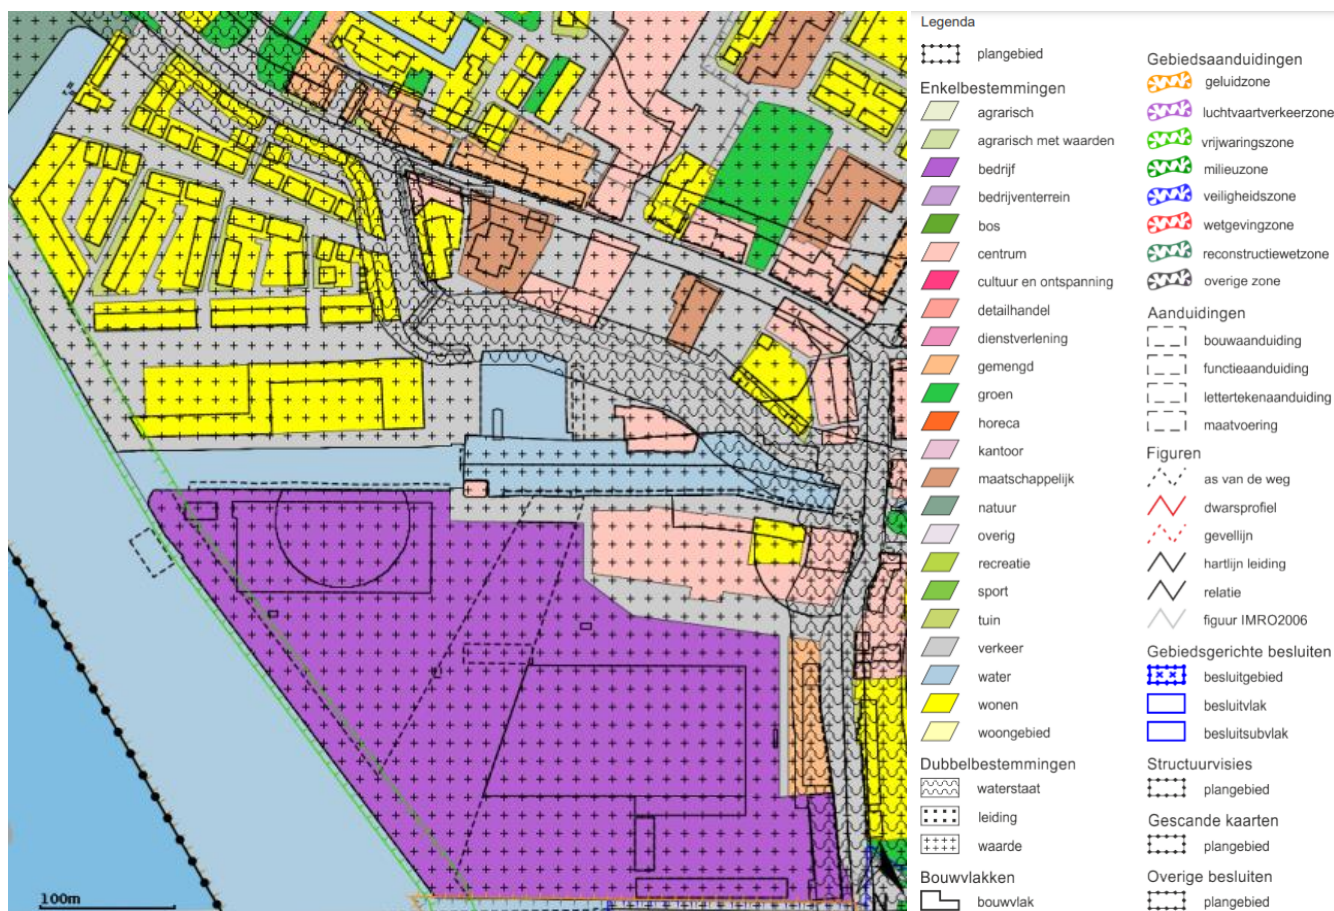 100m
Legenda
plangebied
Enkelbestemmingen
agrarisch
agrarisch met waarden
bedrijf
bedrijventerrein
bos
centrum
cultuur en ontspanning
detailhandel
dienstverlening
gemengd
groen
horeca
kantoor
maatschappelijk
natuur
overig
recreatie
sport
tuin
verkeer
water
wonen
woongebied
Dubbelbestemmingen
waterstaat
leiding
waarde
Bouwvlakken
bouwvlak
Gebiedsaanduidingen
geluidzone
luchtvaartverkeerzone
vrijwaringszone
milieuzone
veiligheidszone
wetgevingzone
reconstructiewetzone
overige zone
Aanduidingen
bouwaanduiding
functieaanduiding
lettertekenaanduiding
maatvoering
Figuren
as van de weg
dwarsprofiel
gevellijn
hartlijn leiding
relatie
figuur IMRO2006
Gebiedsgerichte besluiten
besluitgebied
besluitvlak
besluitsubvlak
Structuurvisies
plangebied
Gescande kaarten
plangebied
Overige besluiten
plangebied